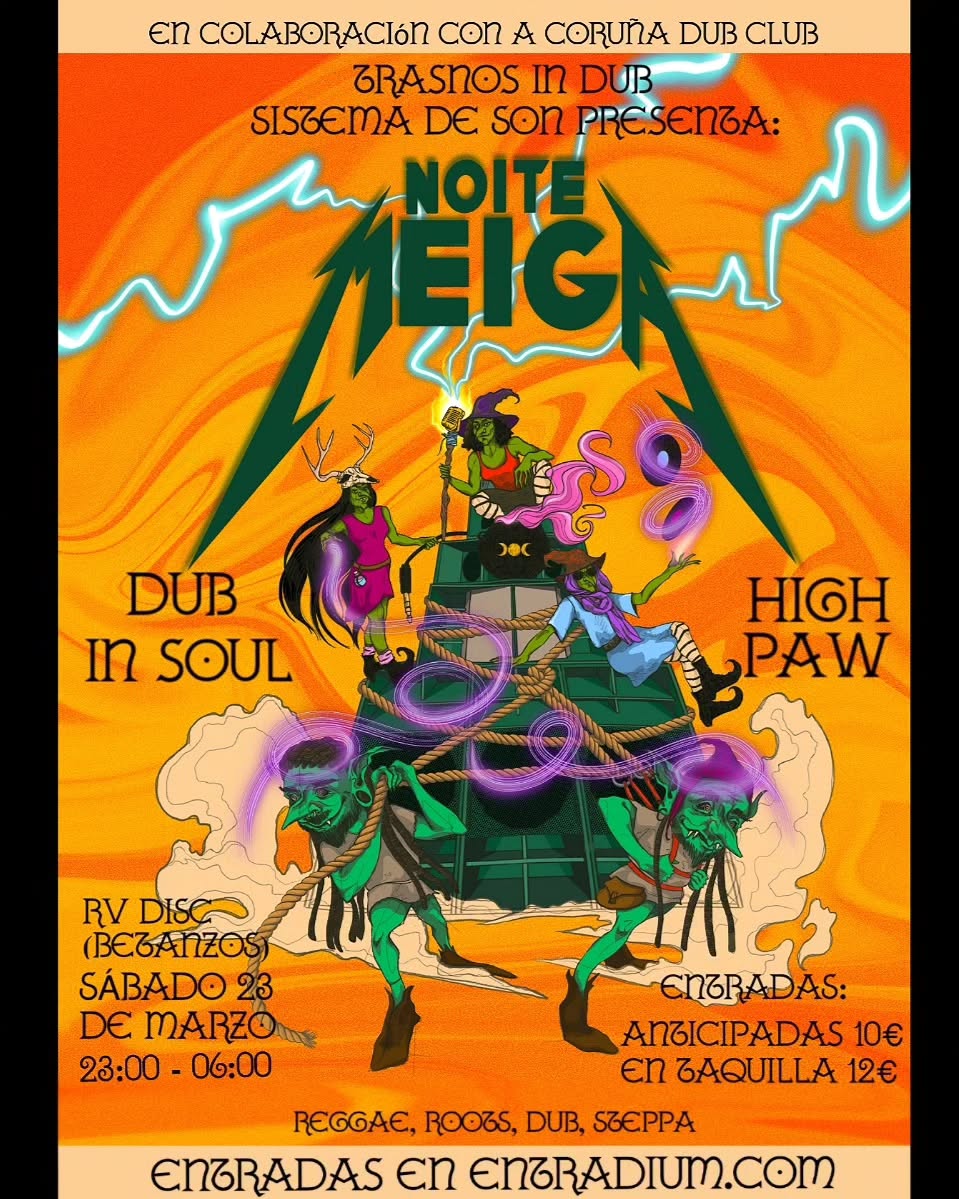 EN COLABORACIÓN CON A CORUÑA DUB CLUB
TRASNOS IN DUB
SISTEMA DE SON PRESENTA:
NOITE
MEIGA
DUB
IN SOUL
HIGH
PAW
RV DISC
(BETANZOS)
SÁBADO 23
DE MARZO
23:00 - 06:00
ENTRADAS:
ANTICIPADAS 10€
EN TAQUILLA 12€
REGGAE, ROOTS, DUB, STEPPA
ENTRADAS EN ENTRADIUM.COM